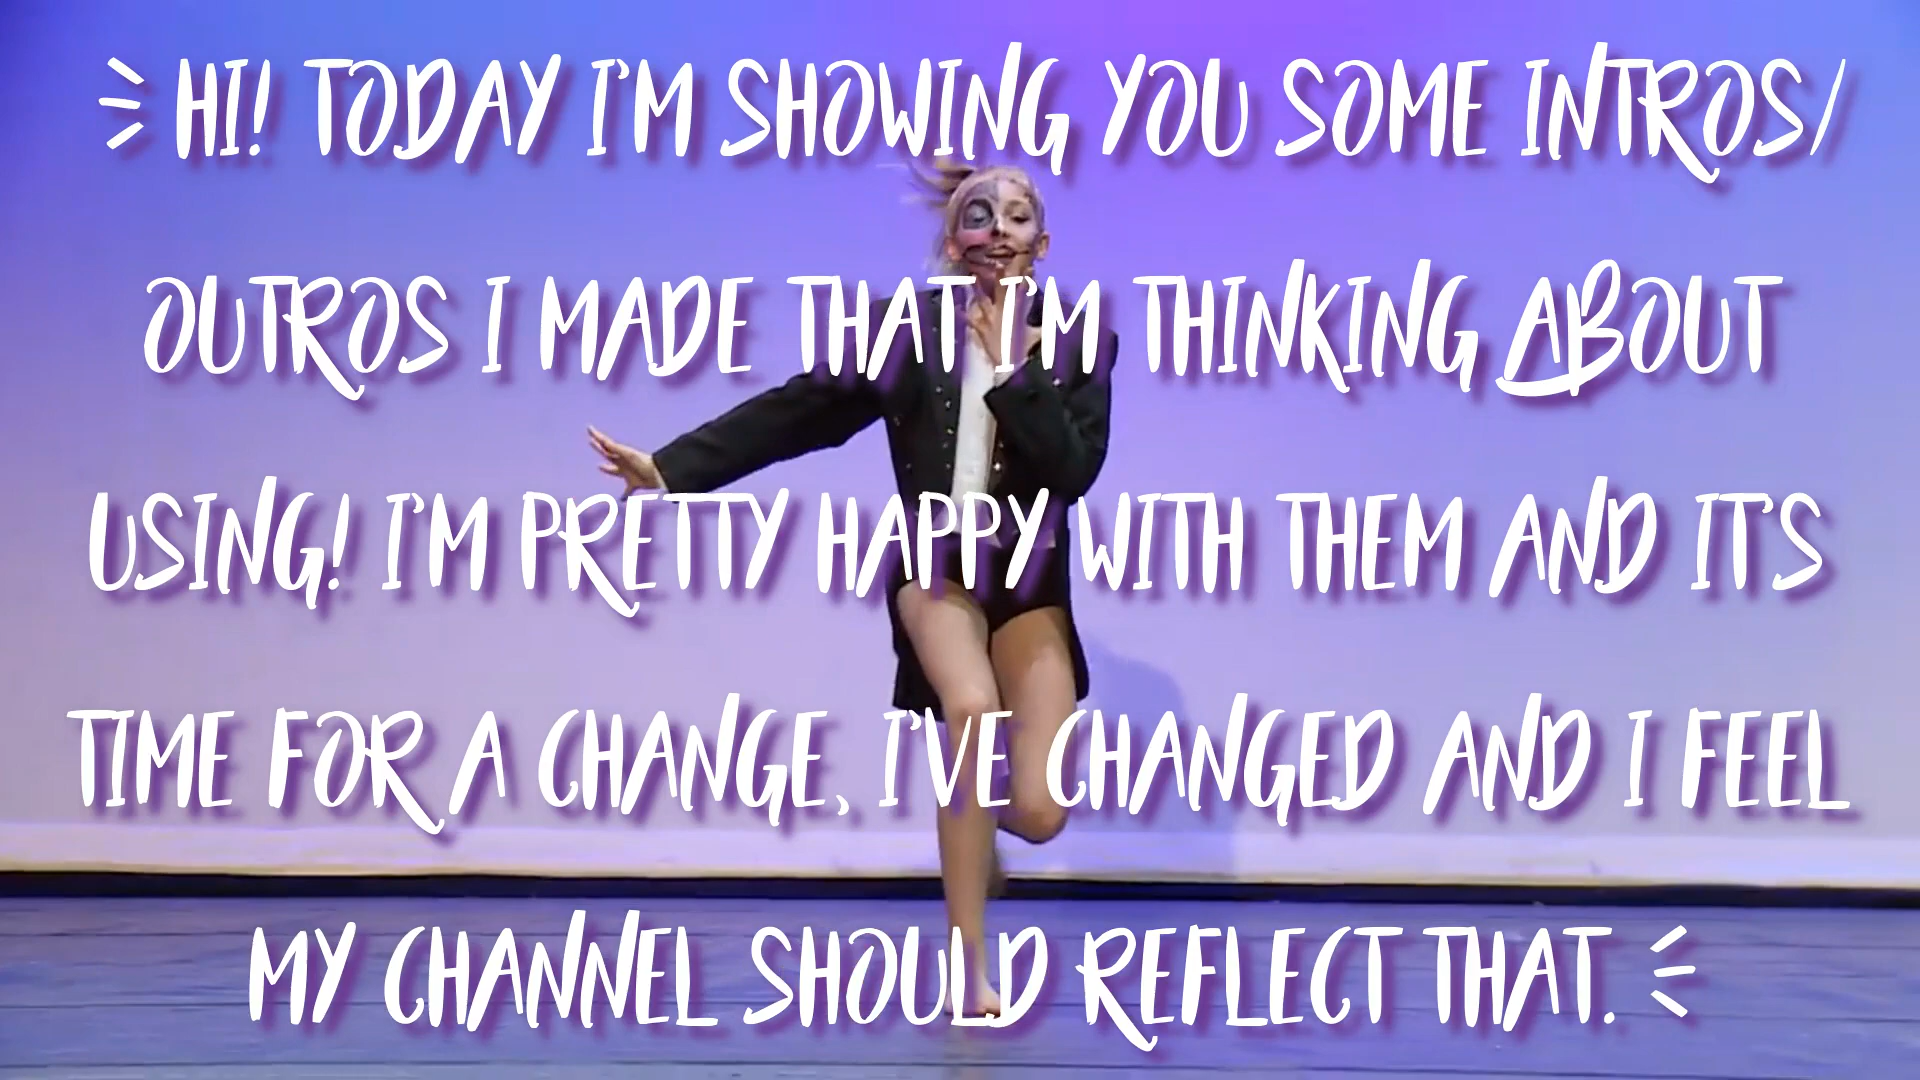 HI! TODAY I'M SHOWING YOU SOME INTROS/
OUTROS I MADE THAT I'M THINKING ABOUT
USING! I'M PRETTY HAPPY WITH THEM AND IT'S
TIME FOR A CHANGE, I'VE CHANGED AND I FEEL
MY CHANNEL SHOULD REFLECT THAT.